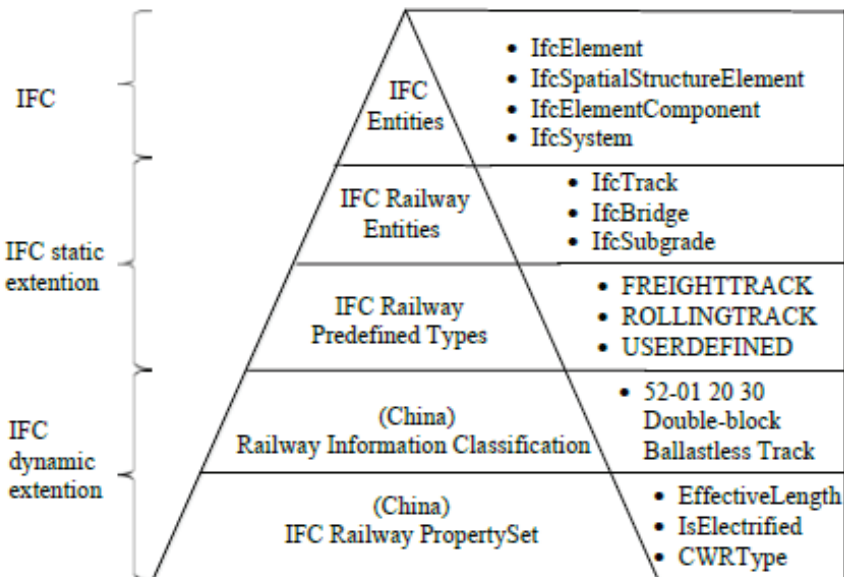 IFC
IFC
Entities
• IfcElement
• IfcSpatialStructureElement
• IfcElementComponent
• IfcSystem
IFC static
extention
IFC Railway
Entities
• IfcTrack
• IfcBridge
• IfcSubgrade
IFC Railway
Predefined Types
• FREIGHTTRACK
• ROLLINGTRACK
• USERDEFINED
IFC
dynamic
extention
(China)
Railway Information Classification
• 52-01 20 30
Double-block
Ballastless Track
(China)
IFC Railway PropertySet
• EffectiveLength
• IsElectrified
• CWRType